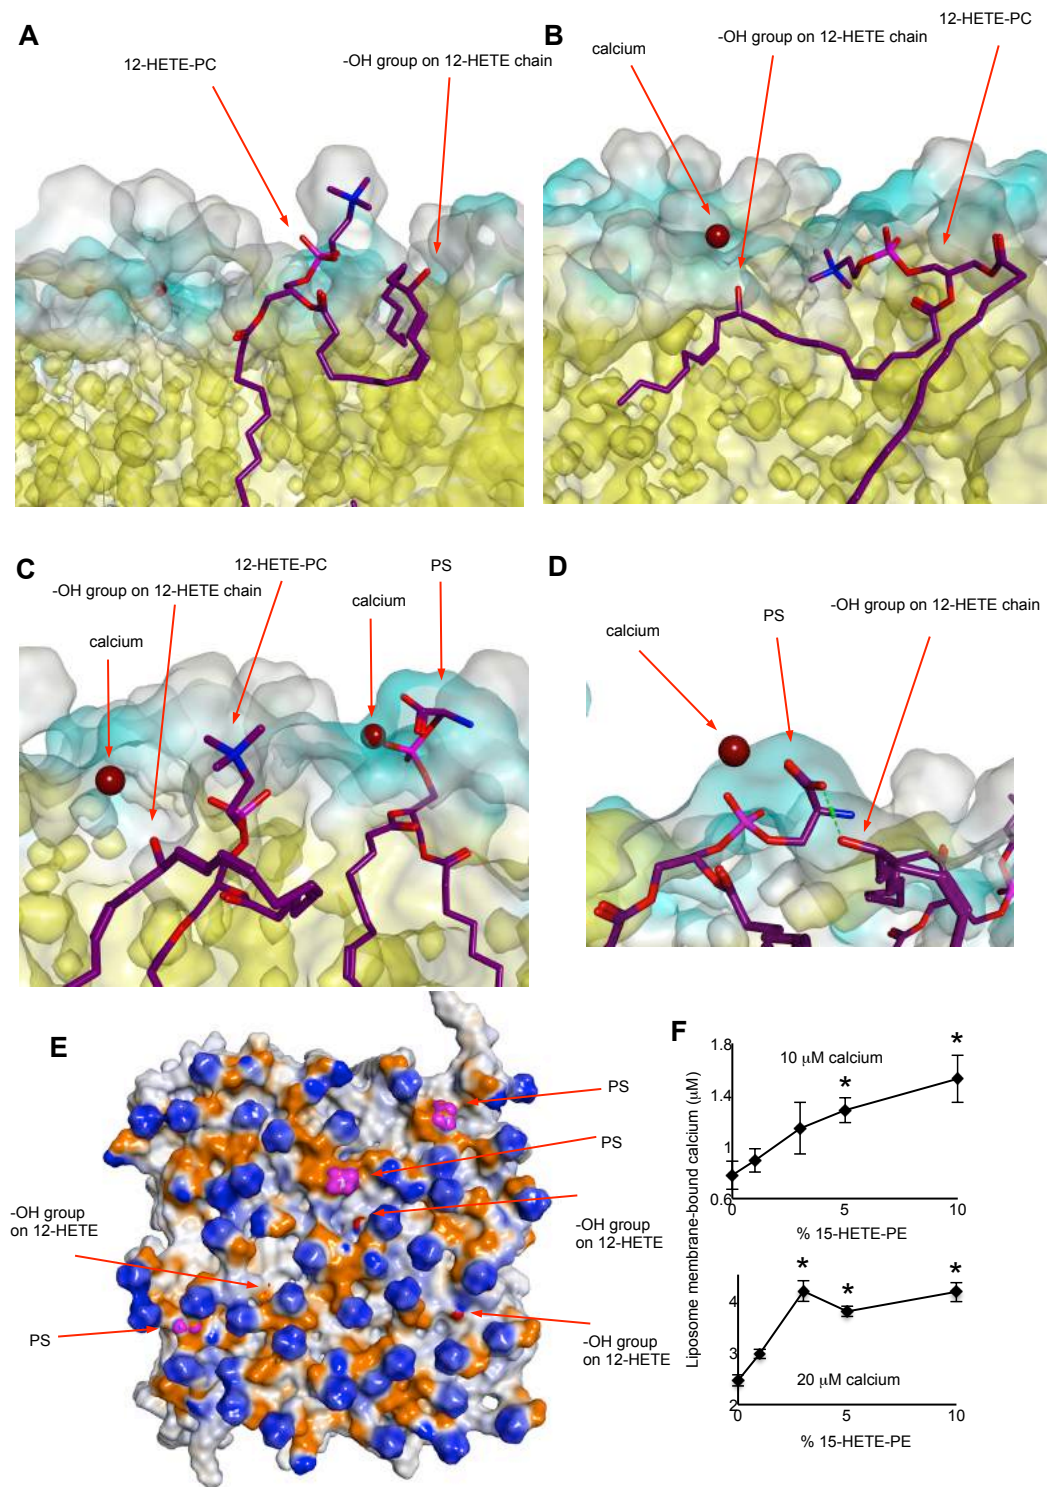 A
12-HETE-PC
-OH group on 12-HETE chain
B
calcium
-OH group on 12-HETE chain
12-HETE-PC
C
-OH group on 12-HETE chain
calcium
12-HETE-PC
calcium
PS
D
calcium
PS
-OH group on 12-HETE chain
E
PS
PS
-OH group
on 12-HETE
-OH group
on 12-HETE
PS
-OH group
on 12-HETE
F
Liposome membrane-bound calcium (μM)
1.8
1.4
1
0.6
10 μM calcium
*
*
0
5
10
% 15-HETE-PE
4
3
2
*
*
*
20 μM calcium
0
5
10
% 15-HETE-PE